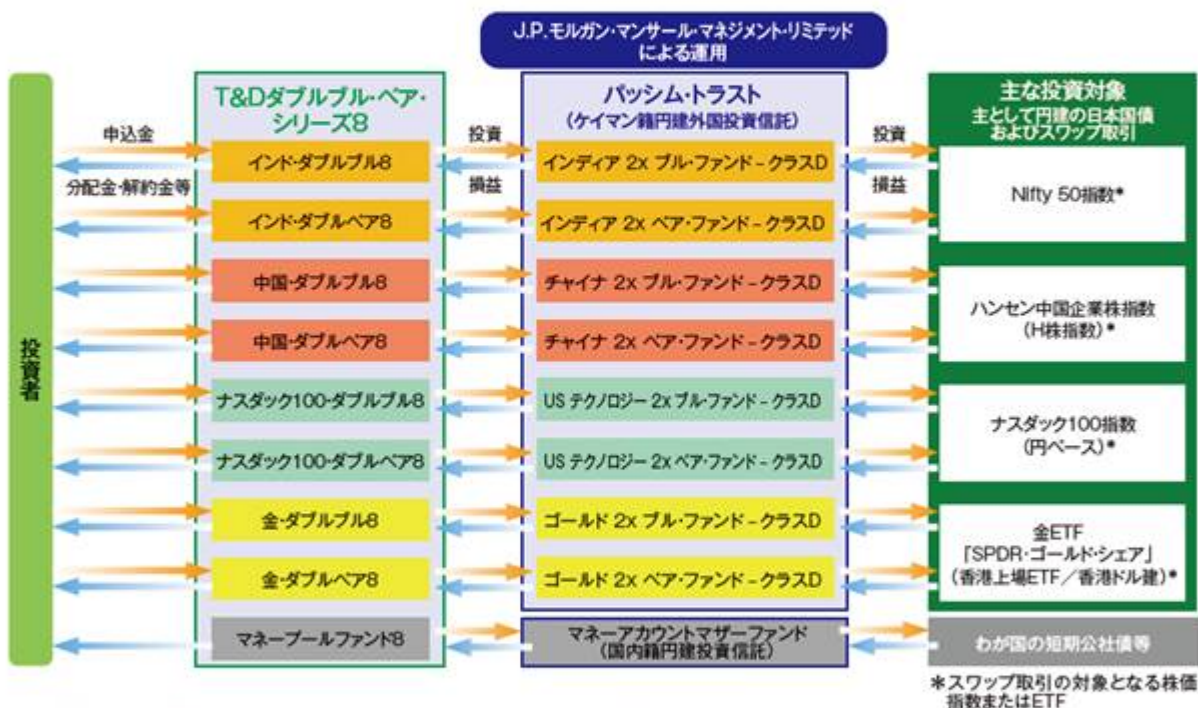 J.P.モルガン・マンサール・マネジメント・リミテッド
による運用
T&Dダブルブル・ベア・
シリーズ8
パッシム・トラスト
(ケイマン籍円建外国投資信託)
主な投資対象
主として円建の日本国債
およびスワップ取引
投資者
申込金
分配金・解約金等
投資
損益
投資
損益
インド・ダブルブル8
インディア 2x ブル・ファンド – クラスD
Nifty 50指数*
インド・ダブルベア8
インディア 2x ベア・ファンド – クラスD
中国・ダブルブル8
チャイナ 2x ブル・ファンド – クラスD
ハンセン中国企業株指数
(H株指数)*
中国・ダブルベア8
チャイナ 2x ベア・ファンド – クラスD
ナスダック100・ダブルブル8
US テクノロジー 2x ブル・ファンド – クラスD
ナスダック100指数
(円ベース)*
ナスダック100・ダブルベア8
US テクノロジー 2x ベア・ファンド – クラスD
金・ダブルブル8
ゴールド 2x ブル・ファンド – クラスD
金ETF
「SPDR・ゴールド・シェア」
(香港上場ETF/香港ドル建)*
金・ダブルベア8
ゴールド 2x ベア・ファンド – クラスD
マネープールファンド8
マネーアカウントマザーファンド
(国内籍円建投資信託)
わが国の短期公社債等
*スワップ取引の対象となる株価
指数またはETF